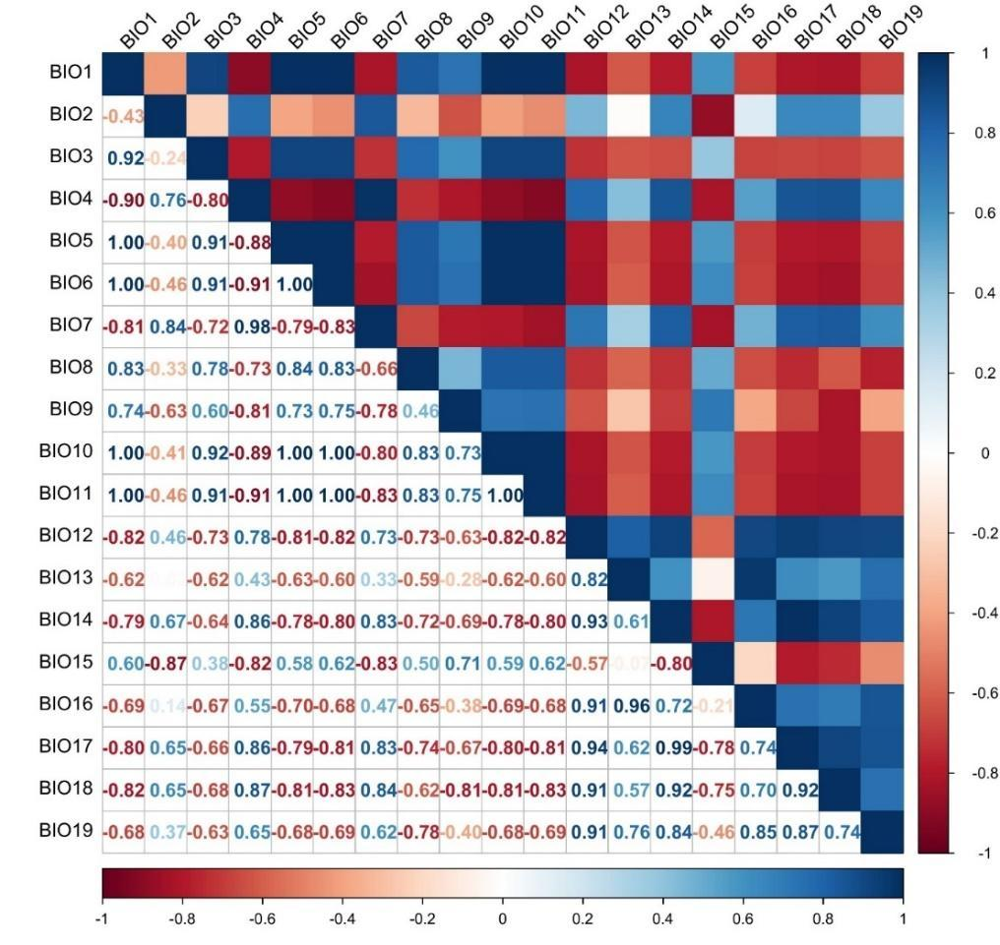 BIO1 BIO2 BIO3 BIO4 BIO5 BIO6 BIO7 BIO8 BIO9 BIO10 BIO11 BIO12 BIO13 BIO14 BIO15 BIO16 BIO17 BIO18 BIO19
BIO1 1
BIO2 -0.43
BIO3 0.92 -0.24 0.8
BIO4 -0.90 0.76 -0.80
BIO5 1.00 -0.40 0.91 -0.88 0.6
BIO6 1.00 -0.46 0.91 -0.91 1.00 0.4
BIO7 -0.81 0.84 -0.72 0.98 -0.79 -0.83
BIO8 0.83 -0.33 0.78 -0.73 0.84 0.83 -0.66 0.2
BIO9 0.74 -0.63 0.60 -0.81 0.73 0.75 -0.78 0.46
BIO10 1.00 -0.41 0.92 -0.89 1.00 1.00 -0.80 0.83 0.73 0
BIO11 1.00 -0.46 0.91 -0.91 1.00 1.00 -0.83 0.83 0.75 1.00
BIO12 -0.82 0.46 -0.73 0.78 -0.81 -0.82 0.73 -0.73 -0.63 -0.82 -0.82 -0.2
BIO13 -0.62 -0.62 0.43 -0.63 -0.60 0.33 -0.59 -0.28 -0.62 -0.60 0.82
BIO14 -0.79 0.67 -0.64 0.86 -0.78 -0.80 0.83 -0.72 -0.69 -0.78 -0.80 0.93 0.61 -0.4
BIO15 0.60 -0.87 0.38 -0.82 0.58 0.62 -0.83 0.50 0.71 0.59 0.62 -0.57 -0.07 -0.80
BIO16 -0.69 0.14 -0.67 0.55 -0.70 -0.68 0.47 -0.65 -0.38 -0.69 -0.68 0.91 0.96 0.72 -0.21 -0.6
BIO17 -0.80 0.65 -0.66 0.86 -0.79 -0.81 0.83 -0.74 -0.67 -0.80 -0.81 0.94 0.62 0.99 -0.78 0.74 -0.8
BIO18 -0.82 0.65 -0.68 0.87 -0.81 -0.83 0.84 -0.62 -0.81 -0.81 -0.83 0.91 0.57 0.92 -0.75 0.70 0.92
BIO19 -0.68 0.37 -0.63 0.65 -0.68 -0.69 0.62 -0.78 -0.40 -0.68 -0.69 0.91 0.76 0.84 -0.46 0.85 0.87 0.74
-1
-1 -0.8 -0.6 -0.4 -0.2 0 0.2 0.4 0.6 0.8 1